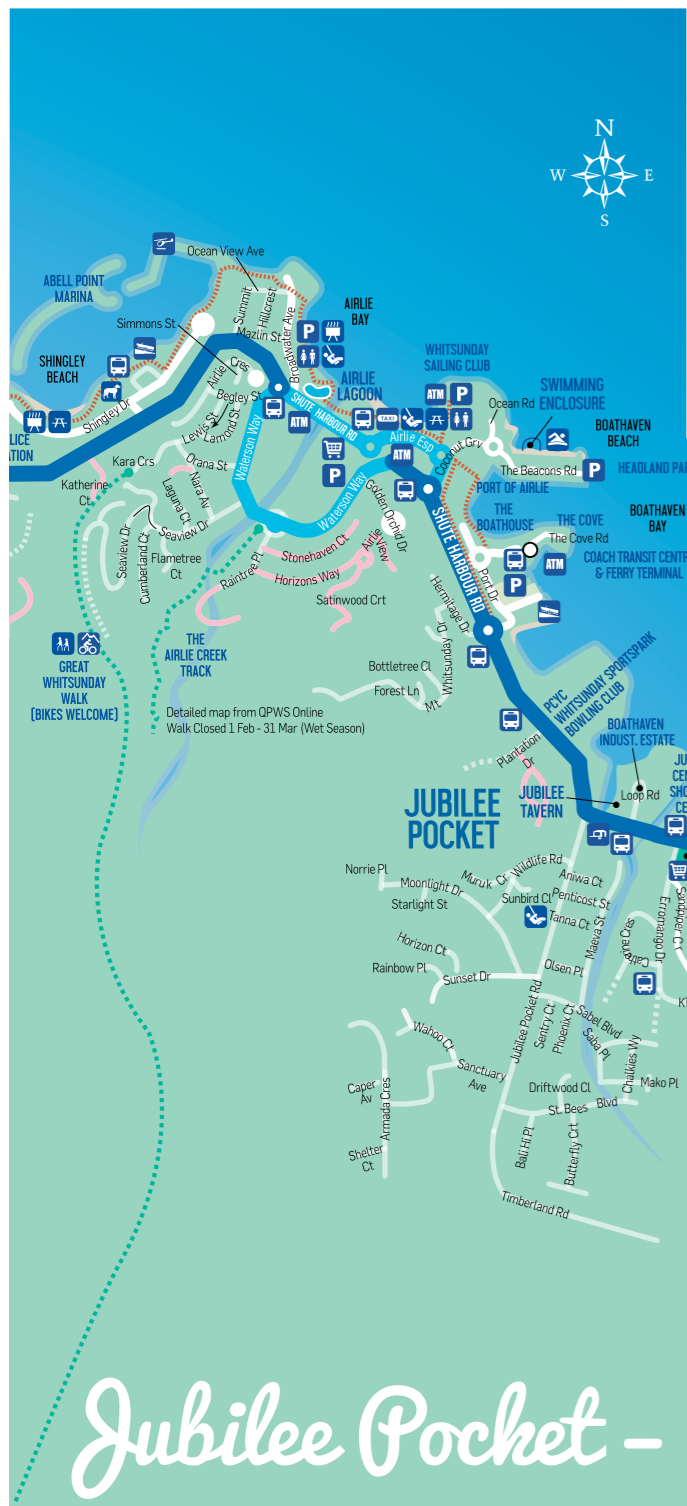 N
W
E
S
Ocean View Ave
ABELL POINT
MARINA
Summit
Hillcrest
Simmons St
Mazlin St
Broadwater Ave
AIRLIE
BAY
P
SHINGLEY
BEACH
Airlie
Cres
WHITSUNDAY
SAILING CLUB
AIRLIE
LAGOON
ATM
P
SWIMMING
ENCLOSURE
Shingley Dr
Begley St
Lewis St
Lamond St
ATM
SHUTE HARBOUR RD
TAXI
Airlie Esp
Ocean Rd
BOATHAVEN
BEACH
LICE
TION
Kara Crs
Orana St
Waterson Way
P
ATM
Coconut Grv
The Beacons Rd
P
HEADLAND PA
Katherine
Ct
Laguna Ct
Nara Av
Waterson Way
Golden Orchid Dr
PORT OF AIRLIE
THE
BOATHOUSE
THE COVE
The Cove Rd
BOATHAVEN
BAY
Seaview Dr
Seaview Dr
Cumberland Ct
Flametree
Ct
Stonehaven Ct
Airlie
View
SHUTE HARBOUR RD
ATM
COACH TRANSIT CENTR
& FERRY TERMINAL
P
Raintree Pl
Horizons Way
Satinwood Crt
Port Dr
Hermitage Dr
GREAT
WHITSUNDAY
WALK
(BIKES WELCOME)
THE
AIRLIE CREEK
TRACK
Detailed map from QPWS Online
Walk Closed 1 Feb - 31 Mar (Wet Season)
Bottletree Cl
Forest Ln
Mt. Whitsunday Dr
PCYC
WHITSUNDAY SPORTSPARK
BOWLING CLUB
BOATHAVEN
INDUST. ESTATE
Plantation
Dr
JUBILEE
POCKET
JUBILEE
TAVERN
Loop Rd
JU
CEN
SHO
CE
Norrie Pl
Moonlight Dr
Starlight St
Muruk Cr
Wildlife Rd
Aniwa Ct
Sunbird Cl
Penticost St
Tanna Ct
Maeva St
Erromango Dr
Sandpiper Ct
Horizon Ct
Rainbow Pl
Sunset Dr
Olsen Pl
Jubilee Pocket Rd
Sentry Ct
Phoenix Ct
Sabel Blvd
Saba Pl
Wahoo Ct
Sanctuary
Ave
Chalkies Wy
Mako Pl
Caper
Av
Armada Cres
Driftwood Cl
St. Bees Blvd
Bali Hi Pl
Butterfly Crt
Shelter
Ct
Timberland Rd
Jubilee Pocket –